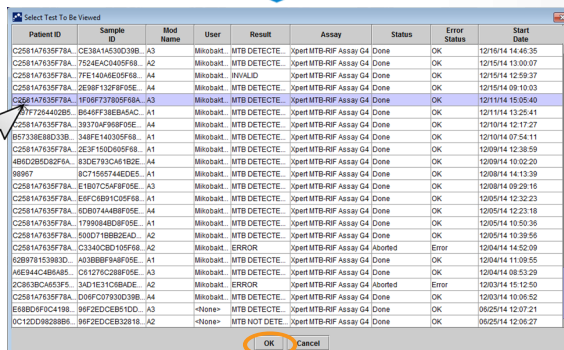 Select Test To Be Viewed
Patient ID Sample ID Mod Name User Result Assay Status Error Status Start Date
C2581A7635F78A... CE38A1A530D39B... A3 Mikobakt... MTB DETECTE... Xpert MTB-RIF Assay G4 Done OK 12/16/14 14:46:35
C2581A7635F78A... 7524EAC0405F68... A2 Mikobakt... MTB DETECTE... Xpert MTB-RIF Assay G4 Done OK 12/15/14 13:00:07
C2581A7635F78A... 7FE140A6E05F68... A4 Mikobakt... INVALID Xpert MTB-RIF Assay G4 Done OK 12/15/14 12:59:37
C2581A7635F78A... 2E98F132F8F05E... A4 Mikobakt... MTB DETECTE... Xpert MTB-RIF Assay G4 Done OK 12/15/14 09:10:03
C2581A7635F78A... 1F06F737805F68A... A3 Mikobakt... MTB DETECTE... Xpert MTB-RIF Assay G4 Done OK 12/11/14 15:05:40
B646FF38EBA5AC... A1 Mikobakt... MTB DETECTE... Xpert MTB-RIF Assay G4 Done OK 12/11/14 13:25:41
C2581A7635F78A... 39370AF968F05E... A4 Mikobakt... MTB DETECTE... Xpert MTB-RIF Assay G4 Done OK 12/10/14 12:17:27
B57338E88D33B... 348FE140305F68... A1 Mikobakt... MTB DETECTE... Xpert MTB-RIF Assay G4 Done OK 12/10/14 07:54:11
C2581A7635F78A... 2E3F150D605F68... A1 Mikobakt... MTB DETECTE... Xpert MTB-RIF Assay G4 Done OK 12/09/14 12:38:59
4B6D2B5D82F6A... 83DE793CA61B2E... A4 Mikobakt... MTB DETECTE... Xpert MTB-RIF Assay G4 Done OK 12/09/14 10:02:20
98967 8C71565744EDE5... A1 Mikobakt... MTB DETECTE... Xpert MTB-RIF Assay G4 Done OK 12/08/14 14:13:39
C2581A7635F78A... E1B07C5AF8F05E... A3 Mikobakt... MTB DETECTE... Xpert MTB-RIF Assay G4 Done OK 12/08/14 09:29:16
C2581A7635F78A... E6FC6B91C05F68... A1 Mikobakt... MTB DETECTE... Xpert MTB-RIF Assay G4 Done OK 12/05/14 12:32:23
C2581A7635F78A... 6DB074A4B8F05E... A4 Mikobakt... MTB DETECTE... Xpert MTB-RIF Assay G4 Done OK 12/05/14 12:23:18
C2581A7635F78A... 1799084BD8F05E... A1 Mikobakt... MTB DETECTE... Xpert MTB-RIF Assay G4 Done OK 12/05/14 10:50:36
C2581A7635F78A... 500D71BBB2EAD... A2 Mikobakt... MTB DETECTE... Xpert MTB-RIF Assay G4 Done OK 12/05/14 10:39:56
C2581A7635F78A... C3340CBD105F68... A2 Mikobakt... ERROR Xpert MTB-RIF Assay G4 Aborted Error 12/04/14 14:52:09
62B978153983D... A03BBBF9A8F05E... A1 Mikobakt... MTB DETECTE... Xpert MTB-RIF Assay G4 Done OK 12/04/14 11:09:55
A6E944C4B6A85... C61276C288F05E... A3 Mikobakt... MTB DETECTE... Xpert MTB-RIF Assay G4 Done OK 12/04/14 08:53:29
2C863BCA653F5... 3AD1E31C6BADE... A2 Mikobakt... ERROR Xpert MTB-RIF Assay G4 Aborted Error 12/03/14 15:12:50
C2581A7635F78A... D06FC07930D39B... A4 Mikobakt... MTB DETECTE... Xpert MTB-RIF Assay G4 Done OK 12/03/14 10:06:52
E68BD6F0C4198... 96F2EDCEB51DD... A3 <None> MTB DETECTE... Xpert MTB-RIF Assay G4 Done OK 06/25/14 12:07:21
0C12DD98288B6... 96F2EDCEB32818... A2 <None> MTB NOT DETE... Xpert MTB-RIF Assay G4 Done OK 06/25/14 12:06:27
OK Cancel